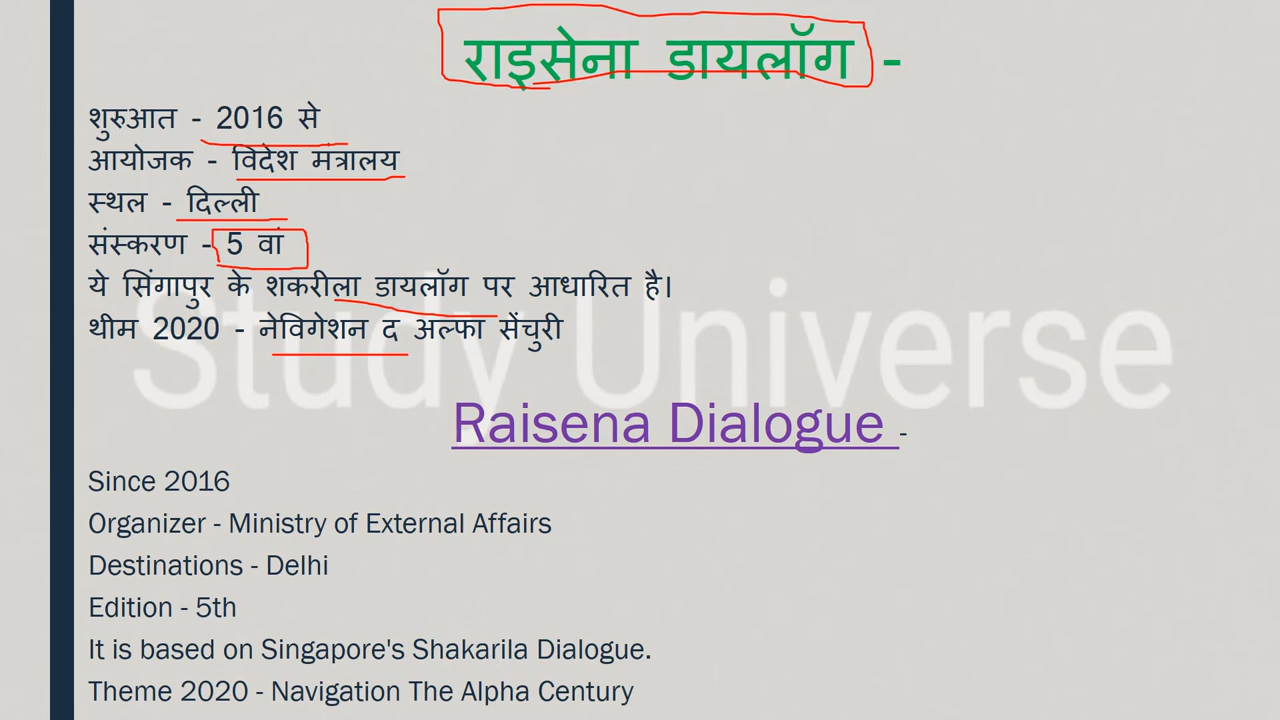 राइसेना डायलॉग -
शुरुआत - 2016 से
आयोजक - विदेश मंत्रालय
स्थल - दिल्ली
संस्करण - 5 वां
ये सिंगापुर के शकरीला डायलॉग पर आधारित है।
थीम 2020 - नेविगेशन द अल्फा सेंचुरी
Study Universe
Raisena Dialogue -
Since 2016
Organizer - Ministry of External Affairs
Destinations - Delhi
Edition - 5th
It is based on Singapore's Shakarila Dialogue.
Theme 2020 - Navigation The Alpha Century